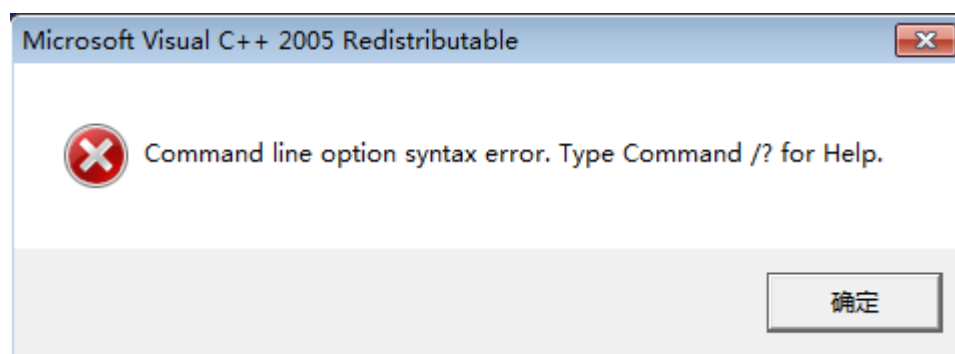 Microsoft Visual C++ 2005 Redistributable
Command line option syntax error. Type Command /? for Help.
确定